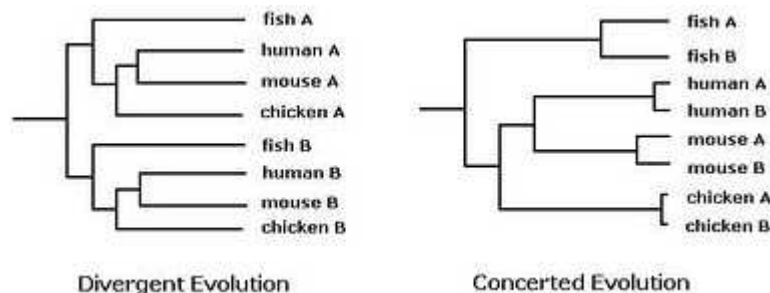 fish A
human A
mouse A
chicken A
fish B
human B
mouse B
chicken B
Divergent Evolution
fish A
fish B
human A
human B
mouse A
mouse B
chicken A
chicken B
Concerted Evolution